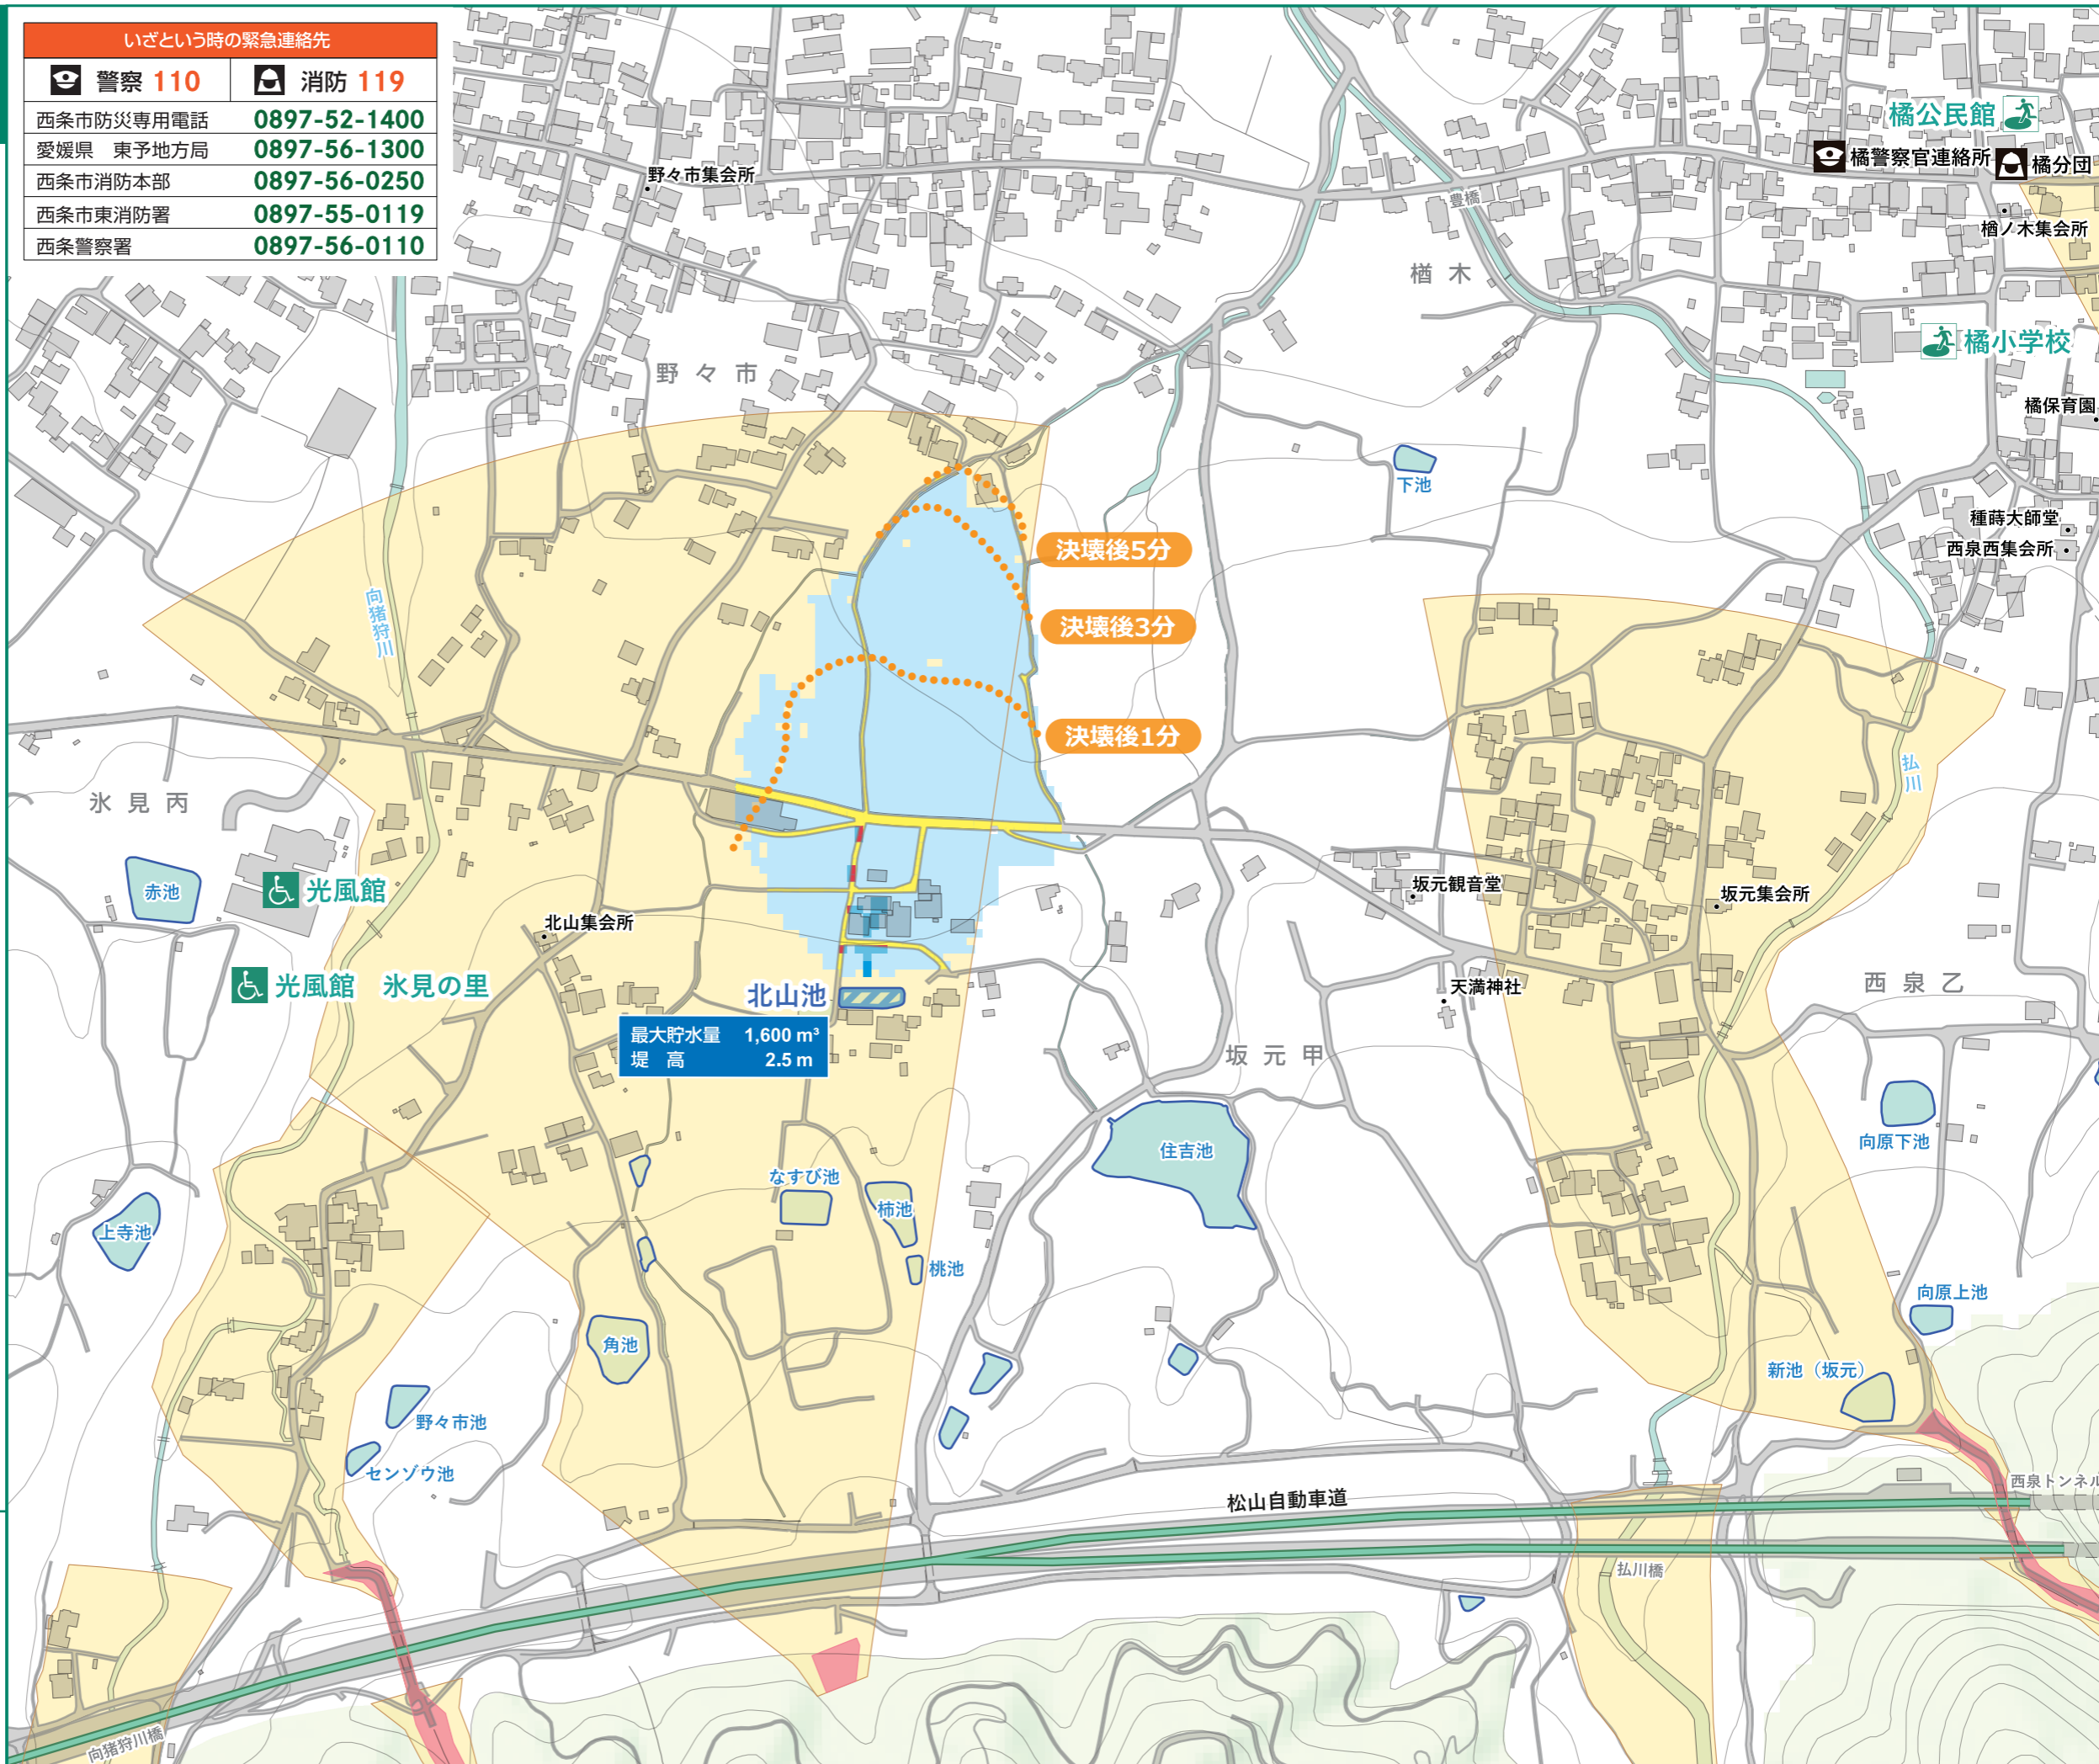 いざという時の緊急連絡先
警察 110
消防 119
西条市防災専用電話 0897-52-1400
愛媛県　東予地方局 0897-56-1300
西条市消防本部 0897-56-0250
西条市東消防署 0897-55-0119
西条警察署 0897-56-0110
橘公民館
橘警察官連絡所
橘分団
野々市集会所
豊橋
楢ノ木集会所
楢木
橘小学校
野々市
橘保育園
下池
種蒔大師堂
西泉西集会所
決壊後5分
決壊後3分
決壊後1分
向猪狩川
払川
氷見丙
赤池
光風館
坂元観音堂
坂元集会所
北山集会所
光風館　氷見の里
北山池
天満神社
西泉乙
最大貯水量 1,600 m³
堤　高 2.5 m
坂元甲
向原下池
住吉池
なすび池
柿池
上寺池
桃池
向原上池
角池
新池（坂元）
野々市池
センゾウ池
西泉トンネル
松山自動車道
払川橋
向猪狩川橋